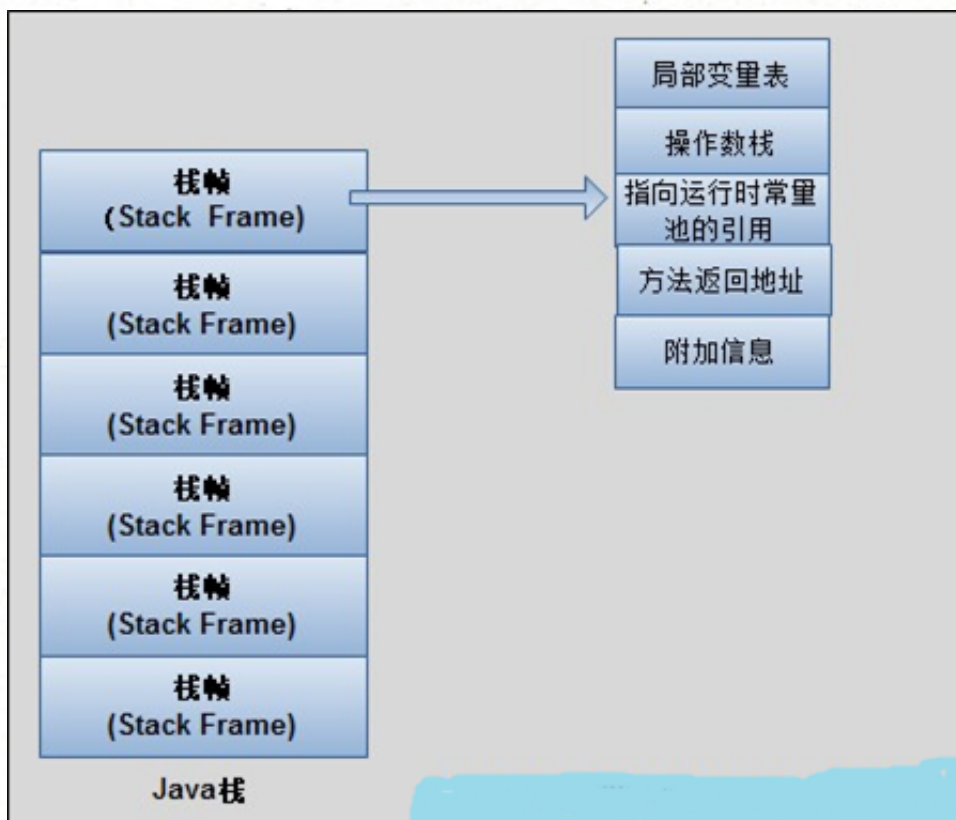 栈帧
(Stack Frame)
栈帧
(Stack Frame)
栈帧
(Stack Frame)
栈帧
(Stack Frame)
栈帧
(Stack Frame)
栈帧
(Stack Frame)
Java栈
局部变量表
操作数栈
指向运行时常量
池的引用
方法返回地址
附加信息